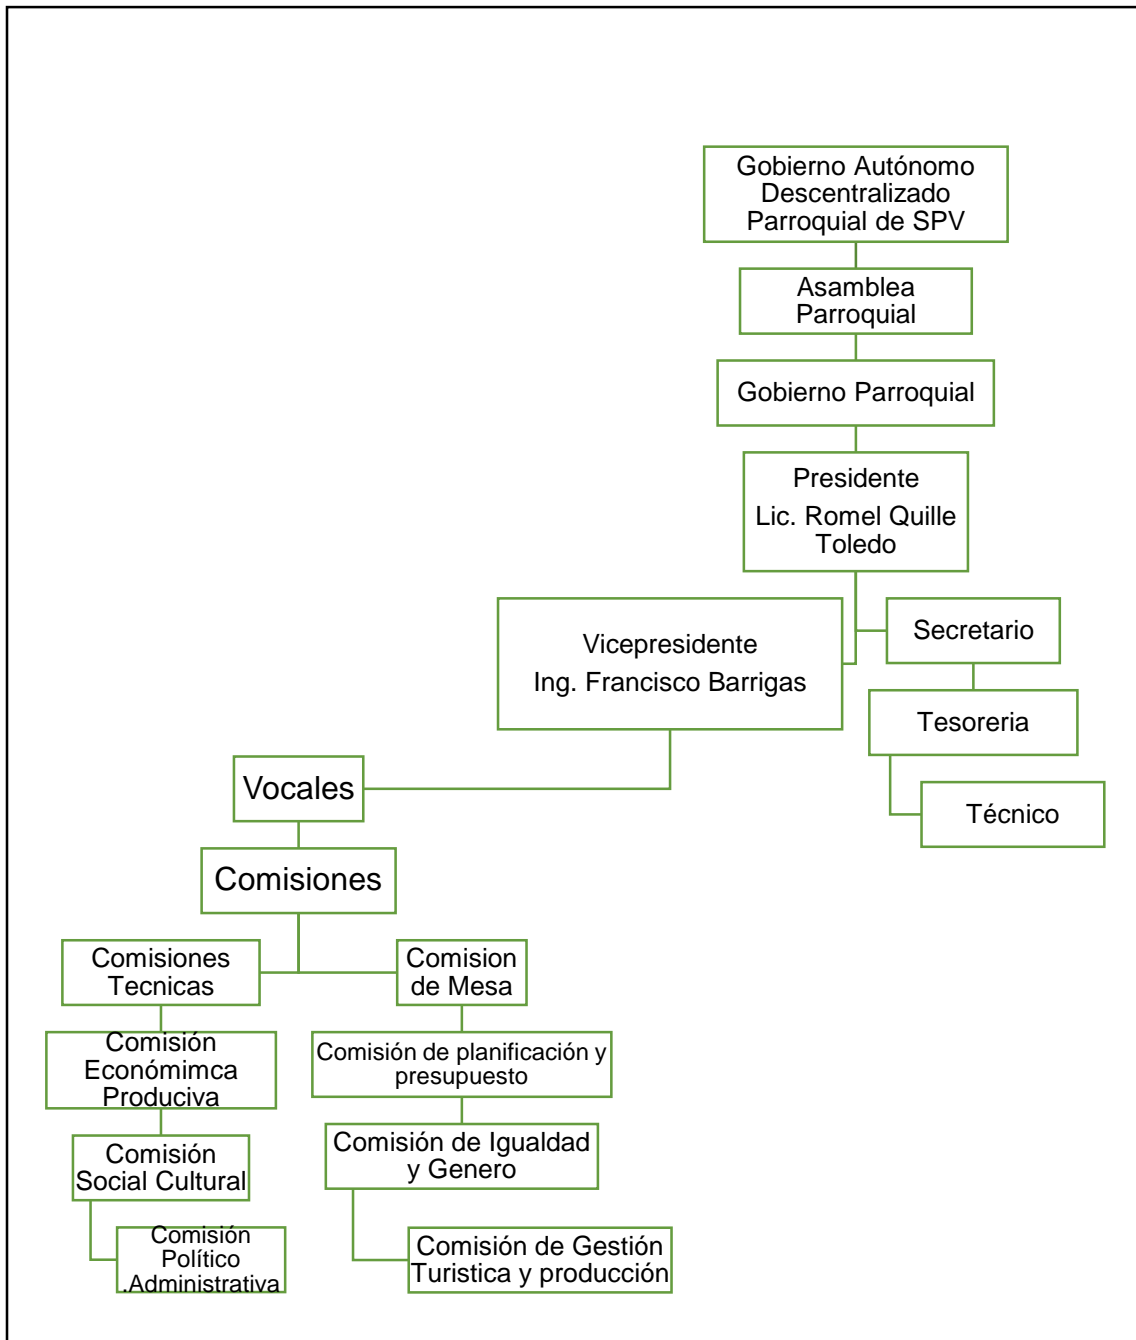 Gobierno Autónomo
Descentralizado
Parroquial de SPV
Asamblea
Parroquial
Gobierno Parroquial
Presidente
Lic. Romel Quille
Toledo
Vicepresidente
Ing. Francisco Barrigas
Secretario
Tesoreria
Técnico
Vocales
Comisiones
Comisiones
Tecnicas
Comisión
Económimca
Produciva
Comisión
Social Cultural
Comisión
Político
.Administrativa
Comision
de Mesa
Comisión de planificación y
presupuesto
Comisión de Igualdad
y Genero
Comisión de Gestión
Turistica y producción